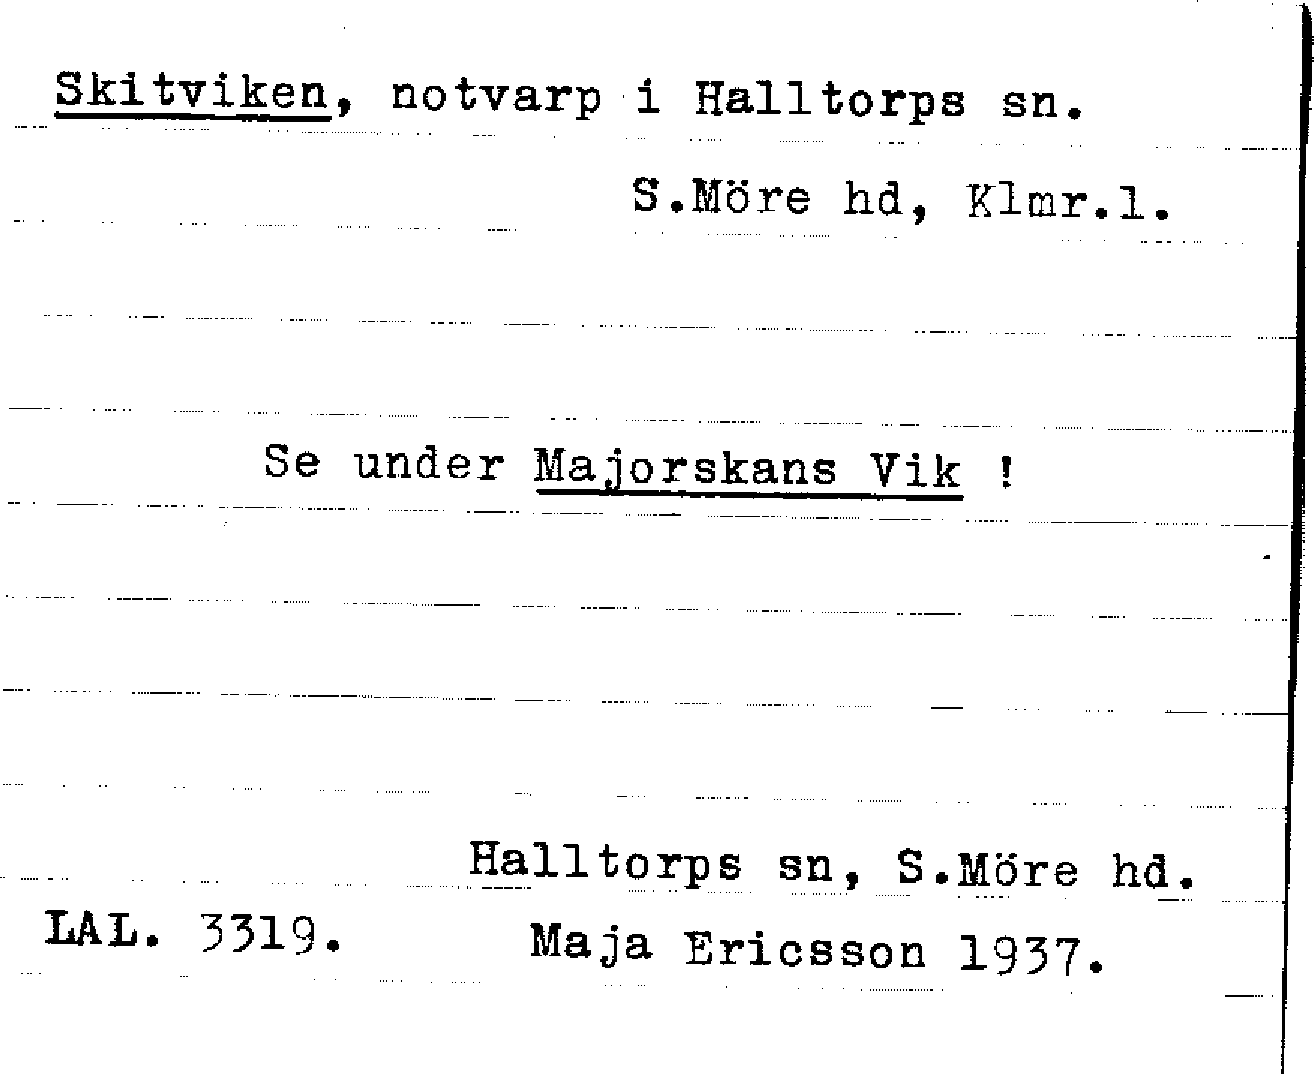 Skitviken, notvarp i Halltorps sn.
S.Möre hd, Klmr.l.
Se under Majorskans Vik !
Halltorps sn, S.Möre hd.
LAL. 3319. Maja Ericsson 1937.